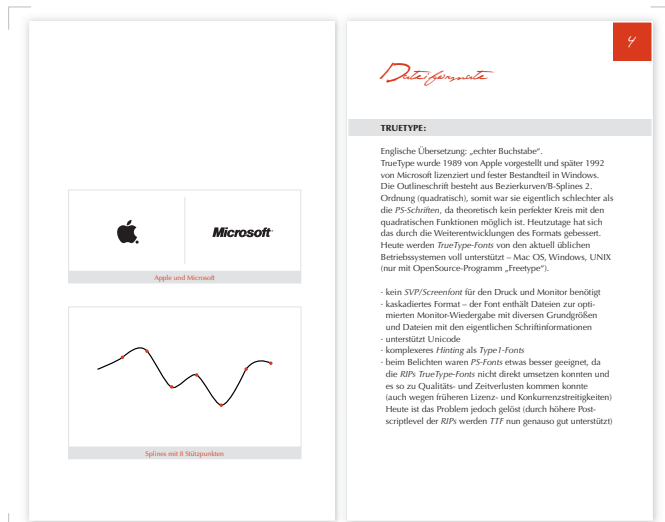 Microsoft
Apple und Microsoft
Splines mit 8 Stützpunkten
4
Dateiformate
TRUETYPE:
Englische Übersetzung: „echter Buchstabe“.
TrueType wurde 1989 von Apple vorgestellt und später 1992
von Microsoft lizenziert und fester Bestandteil in Windows.
Die Outlineschrift besteht aus Bezierkurven/B-Splines 2.
Ordnung (quadratisch), somit war sie eigentlich schlechter als
die PS-Schriften, da theoretisch kein perfekter Kreis mit den
quadratischen Funktionen möglich ist. Heutzutage hat sich
das durch die Weiterentwicklungen des Formats gebessert.
Heute werden TrueType-Fonts von den aktuell üblichen
Betriebssystemen voll unterstützt – Mac OS, Windows, UNIX
(nur mit OpenSource-Programm „Freetype“).
- kein SVP/Screenfont für den Druck und Monitor benötigt
- kaskadiertes Format – der Font enthält Dateien zur opti-
mierten Monitor-Wiedergabe mit diversen Grundgrößen
und Dateien mit den eigentlichen Schriftinformationen
- unterstützt Unicode
- komplexeres Hinting als Type1-Fonts
- beim Belichten waren PS-Fonts etwas besser geeignet, da
die RIPs TrueType-Fonts nicht direkt umsetzen konnten und
es so zu Qualitäts- und Zeitverlusten kommen konnte
(auch wegen früheren Lizenz- und Konkurrenzstreitigkeiten)
Heute ist das Problem jedoch gelöst (durch höhere Post-
scriptlevel der RIPs werden TTF nun genauso gut unterstützt)